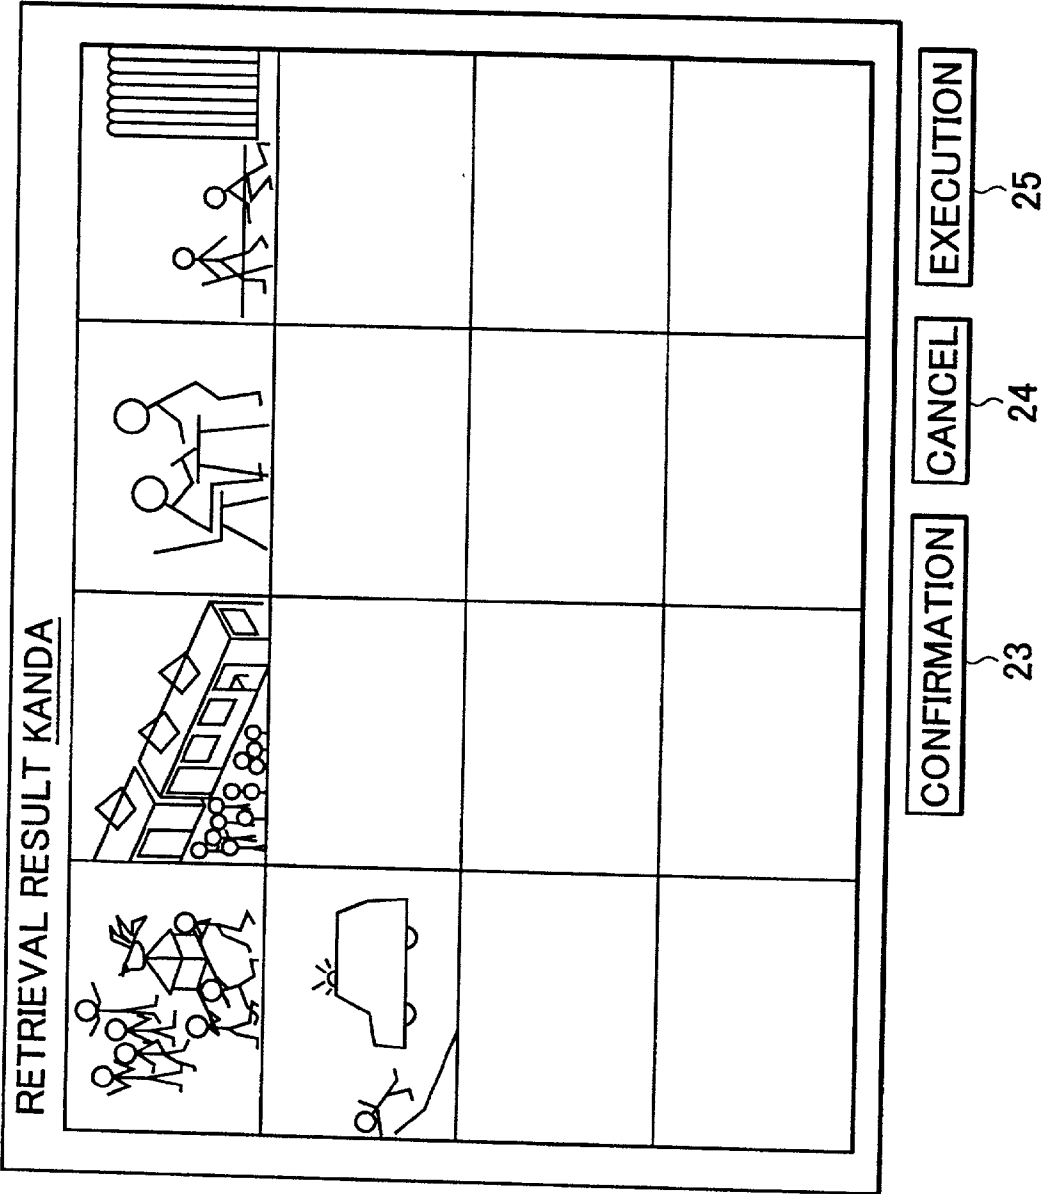 RETRIEVAL RESULT KANDA
CONFIRMATION
CANCEL
EXECUTION
23
24
25